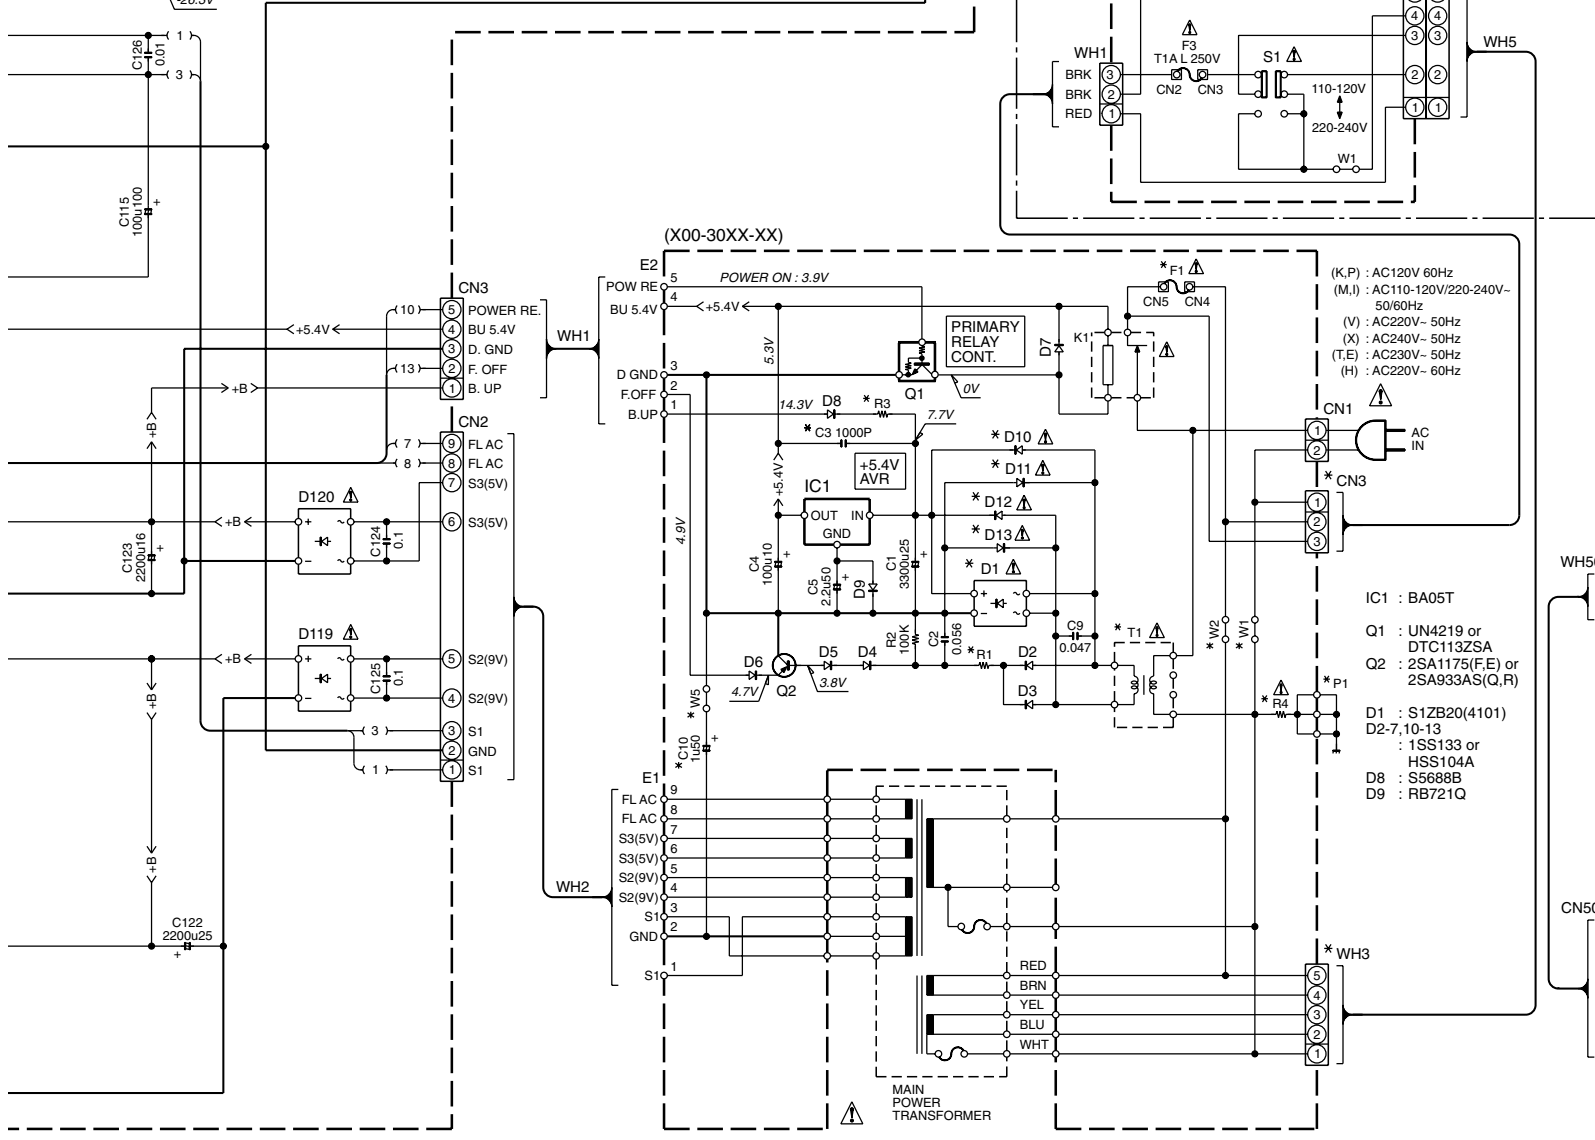 -26.5V
C126
0.01
1
3
C115
100u100
+
WH1
BRK
BRK
RED
3
2
1
F3
T1A L 250V
CN2
CN3
S1
110-120V
220-240V
W1
4
4
3
3
2
2
1
1
WH5
(X00-30XX-XX)
CN3
10
5
POWER RE.
+5.4V
4
BU 5.4V
3
D. GND
13
2
F. OFF
+B
1
B. UP
WH1
E2
POW RE
5
POWER ON : 3.9V
BU 5.4V
4
+5.4V
5.3V
D GND
3
F.OFF
2
B.UP
1
14.3V
D8
* R3
7.7V
* C3 1000P
PRIMARY
RELAY
CONT.
Q1
0V
D7
K1
* F1
CN5
CN4
(K,P) : AC120V 60Hz
(M,I) : AC110-120V/220-240V~
50/60Hz
(V) : AC220V~ 50Hz
(X) : AC240V~ 50Hz
(T,E) : AC230V~ 50Hz
(H) : AC220V~ 60Hz
CN1
1
2
AC
IN
* CN3
1
2
3
CN2
7
9
FL AC
8
8
FL AC
7
S3(5V)
6
S3(5V)
+B
+B
D120
+
~
-
~
C124
0.1
C123
2200u16
+
D119
+
~
-
~
C125
0.1
+B
5
S2(9V)
4
S2(9V)
3
3
S1
2
GND
1
1
S1
+B
+B
C122
2200u25
+
WH2
4.9V
+5.4V
+5.4V
AVR
IC1
OUT
IN
GND
C4
100u10
+
C5
2.2u50
+
D9
C1
3300u25
+
* D10
* D11
* D12
* D13
* D1
+
~
-
~
R2
100K
C2
0.056
C9
0.047
* R1
D2
D3
D4
D5
3.8V
Q2
D6
4.7V
* W5
* C10
1u50
+
* T1
* W2
* W1
* R4
* P1
WH50
IC1 : BA05T
Q1 : UN4219 or
DTC113ZSA
Q2 : 2SA1175(F,E) or
2SA933AS(Q,R)
D1 : S1ZB20(4101)
D2-7,10-13
: 1SS133 or
HSS104A
D8 : S5688B
D9 : RB721Q
E1
FL AC
9
FL AC
8
S3(5V)
7
S3(5V)
6
S2(9V)
5
S2(9V)
4
S1
3
GND
2
S1
1
RED
BRN
YEL
BLU
WHT
* WH3
5
4
3
2
1
CN50
MAIN
POWER
TRANSFORMER